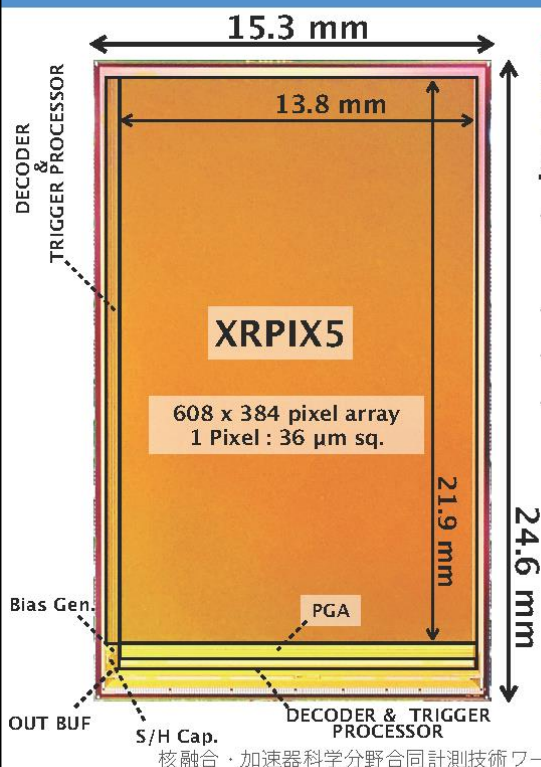 15.3 mm
13.8 mm
DECODER
&
TRIGGER PROCESSOR
XRPIX5
608 x 384 pixel array
1 Pixel : 36 µm sq.
21.9 mm
24.6 mm
Bias Gen.
PGA
OUT BUF
S/H Cap.
DECODER & TRIGGER
PROCESSOR
核融合・加速器科学分野合同計測技術ワー